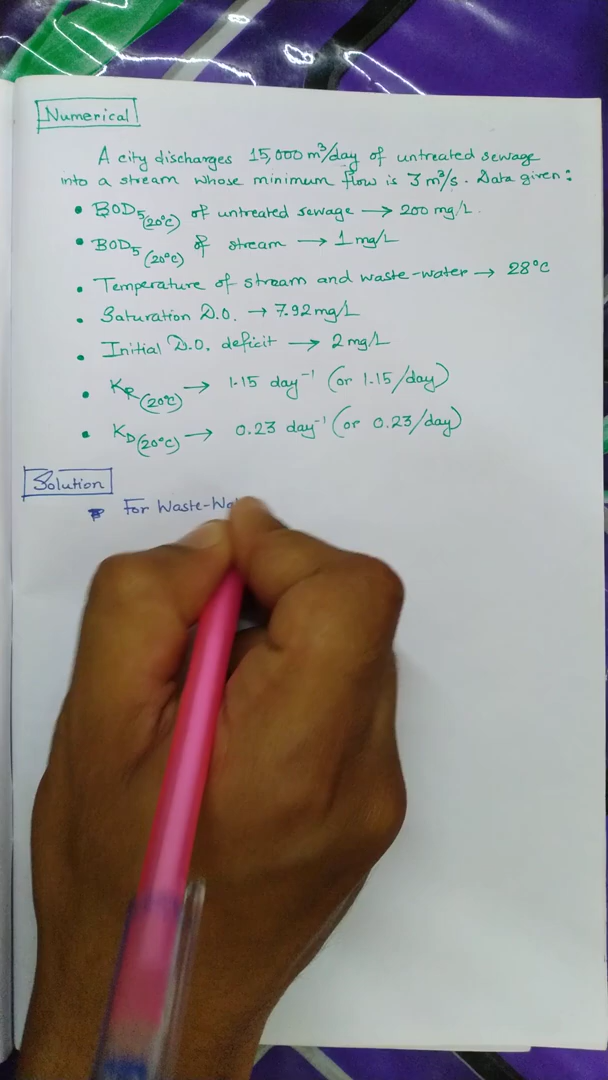 Numerical
A city discharges 15,000 m³/day of untreated sewage
into a stream whose minimum flow is 3 m³/s. Data given:
• BOD₅(20°C) of untreated sewage → 200 mg/L.
• BOD₅(20°C) of stream → 1 mg/L
• Temperature of stream and waste-water → 28°C
• Saturation D.O. → 7.92 mg/L
• Initial D.O. deficit → 2 mg/L
• K_R(20°C) → 1.15 day⁻¹ (or 1.15/day)
• K_D(20°C) → 0.23 day⁻¹ (or 0.23/day)
Solution
For Waste-Wa